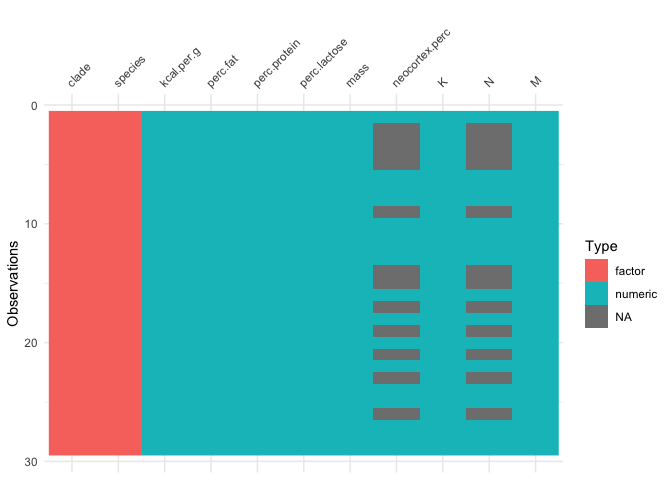 clade
species
kcal.per.g
perc.fat
perc.protein
perc.lactose
mass
neocortex.perc
K
N
M
0
10
20
30
Observations
Type
factor
numeric
NA